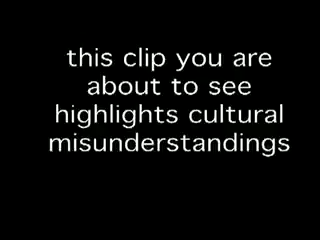 this clip you are
about to see
highlights cultural
misunderstandings